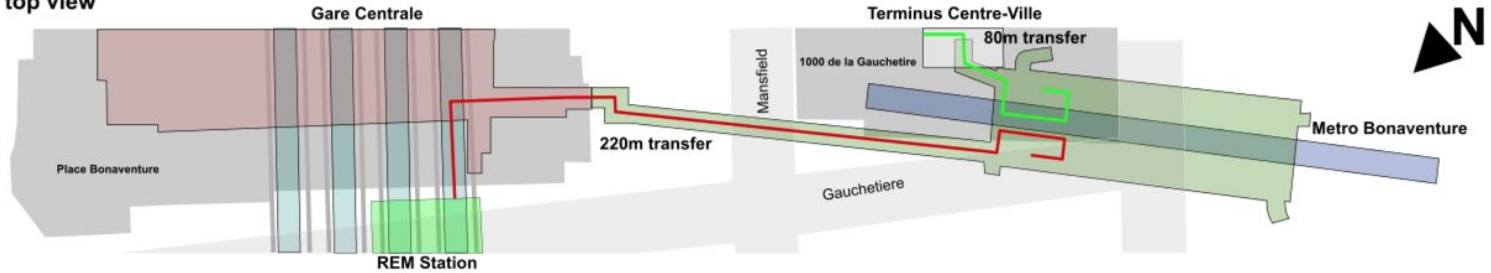 top view
Gare Centrale
Terminus Centre-Ville
N
80m transfer
1000 de la Gauchetire
Mansfield
Metro Bonaventure
220m transfer
Place Bonaventure
Gauchetiere
REM Station